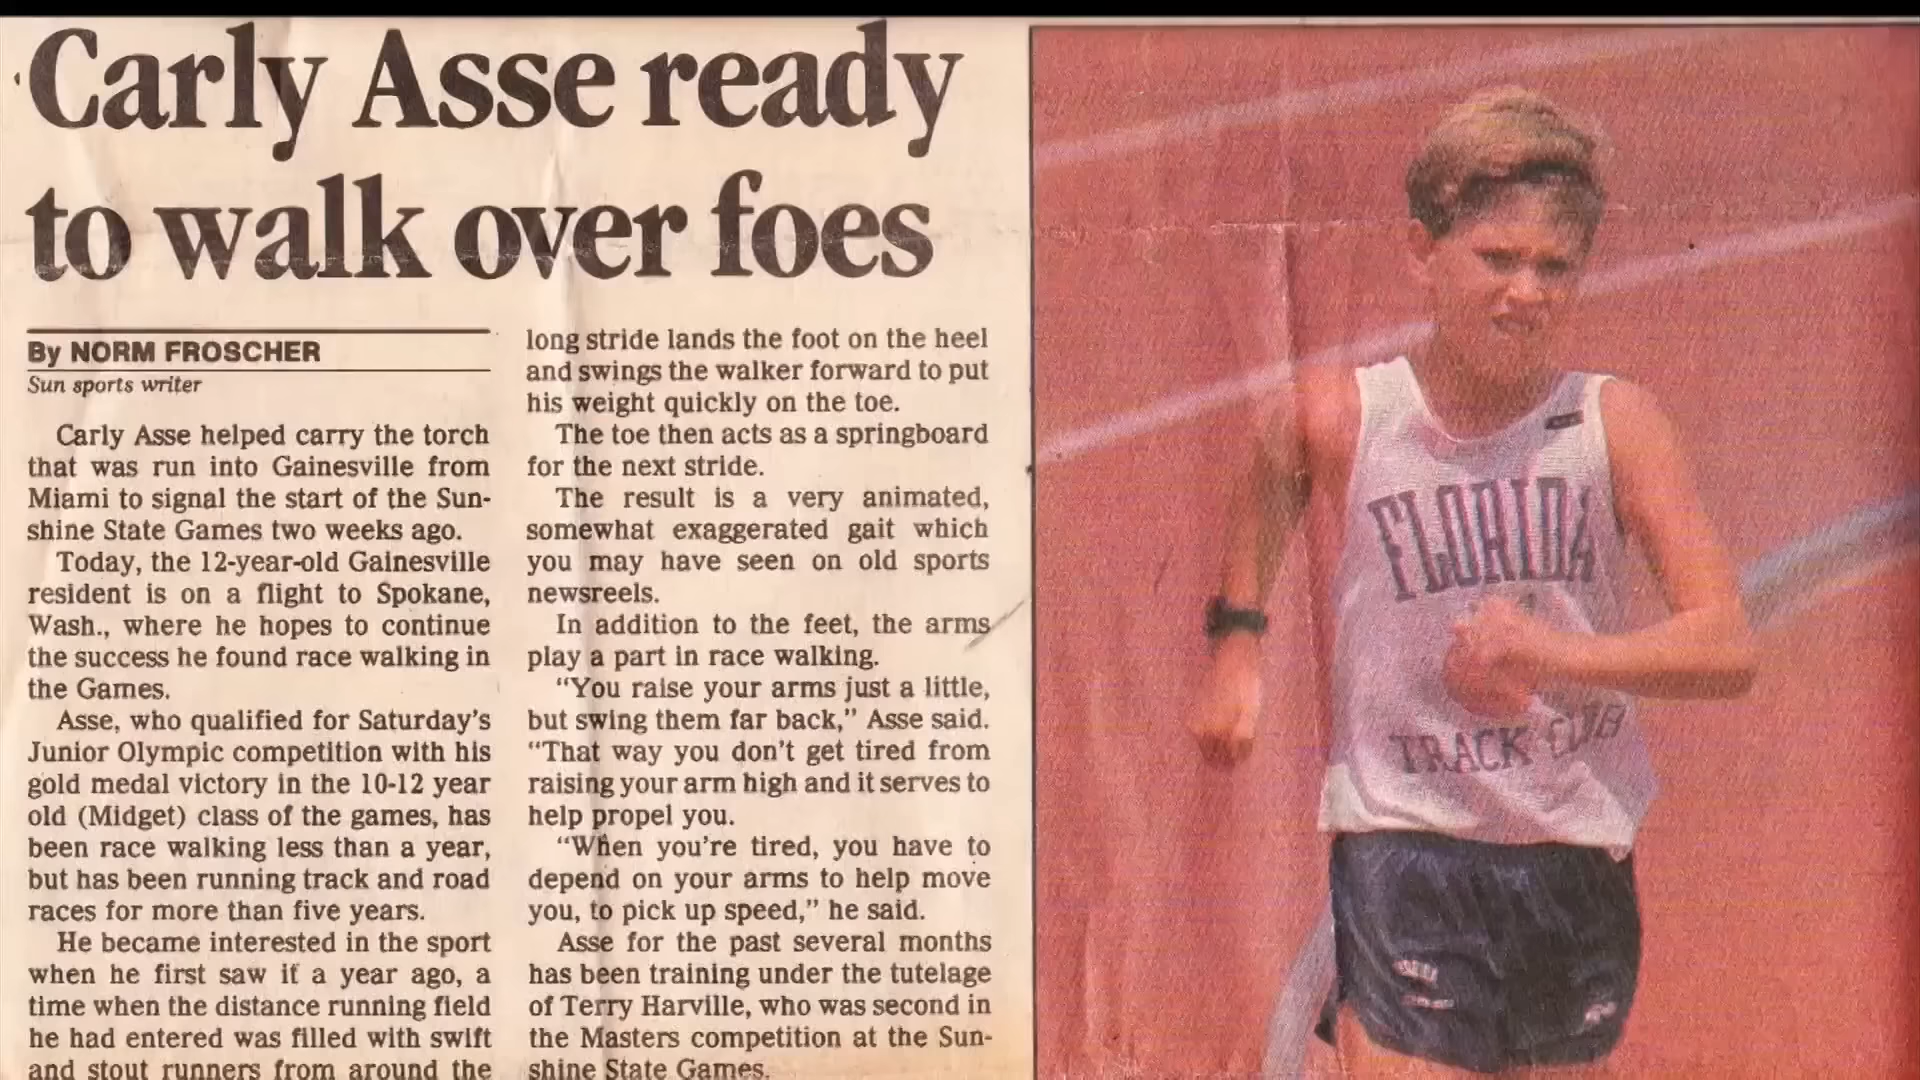 Carly Asse ready
to walk over foes
By NORM FROSCHER
Sun sports writer
Carly Asse helped carry the torch
that was run into Gainesville from
Miami to signal the start of the Sun-
shine State Games two weeks ago.
Today, the 12-year-old Gainesville
resident is on a flight to Spokane,
Wash., where he hopes to continue
the success he found race walking in
the Games.
Asse, who qualified for Saturday's
Junior Olympic competition with his
gold medal victory in the 10-12 year
old (Midget) class of the games, has
been race walking less than a year,
but has been running track and road
races for more than five years.
He became interested in the sport
when he first saw it a year ago, a
time when the distance running field
he had entered was filled with swift
and stout runners from around the
long stride lands the foot on the heel
and swings the walker forward to put
his weight quickly on the toe.
The toe then acts as a springboard
for the next stride.
The result is a very animated,
somewhat exaggerated gait which
you may have seen on old sports
newsreels.
In addition to the feet, the arms
play a part in race walking.
“You raise your arms just a little,
but swing them far back,” Asse said.
“That way you don't get tired from
raising your arm high and it serves to
help propel you.
“When you're tired, you have to
depend on your arms to help move
you, to pick up speed,” he said.
Asse for the past several months
has been training under the tutelage
of Terry Harville, who was second in
the Masters competition at the Sun-
shine State Games.
FLORIDA
TRACK CLUB